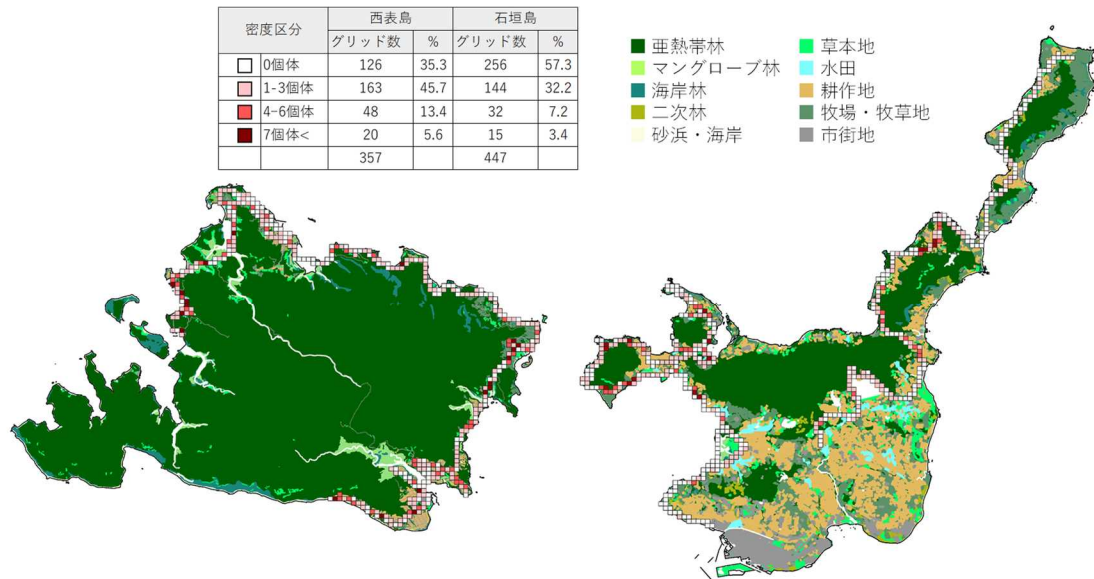 密度区分 西表島 石垣島
グリッド数 % グリッド数 %
0個体 126 35.3 256 57.3
1-3個体 163 45.7 144 32.2
4-6個体 48 13.4 32 7.2
7個体< 20 5.6 15 3.4
357 447
亜熱帯林
マングローブ林
海岸林
二次林
砂浜・海岸
草本地
水田
耕作地
牧場・牧草地
市街地